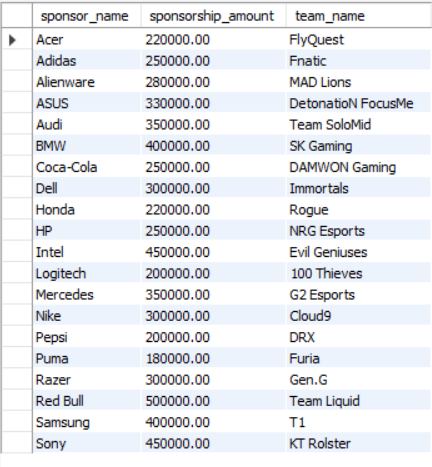 sponsor_name sponsorship_amount team_name
Acer 220000.00 FlyQuest
Adidas 250000.00 Fnatic
Alienware 280000.00 MAD Lions
ASUS 330000.00 DetonatioN FocusMe
Audi 350000.00 Team SoloMid
BMW 400000.00 SK Gaming
Coca-Cola 250000.00 DAMWON Gaming
Dell 300000.00 Immortals
Honda 220000.00 Rogue
HP 250000.00 NRG Esports
Intel 450000.00 Evil Geniuses
Logitech 200000.00 100 Thieves
Mercedes 350000.00 G2 Esports
Nike 300000.00 Cloud9
Pepsi 200000.00 DRX
Puma 180000.00 Furia
Razer 300000.00 Gen.G
Red Bull 500000.00 Team Liquid
Samsung 400000.00 T1
Sony 450000.00 KT Rolster